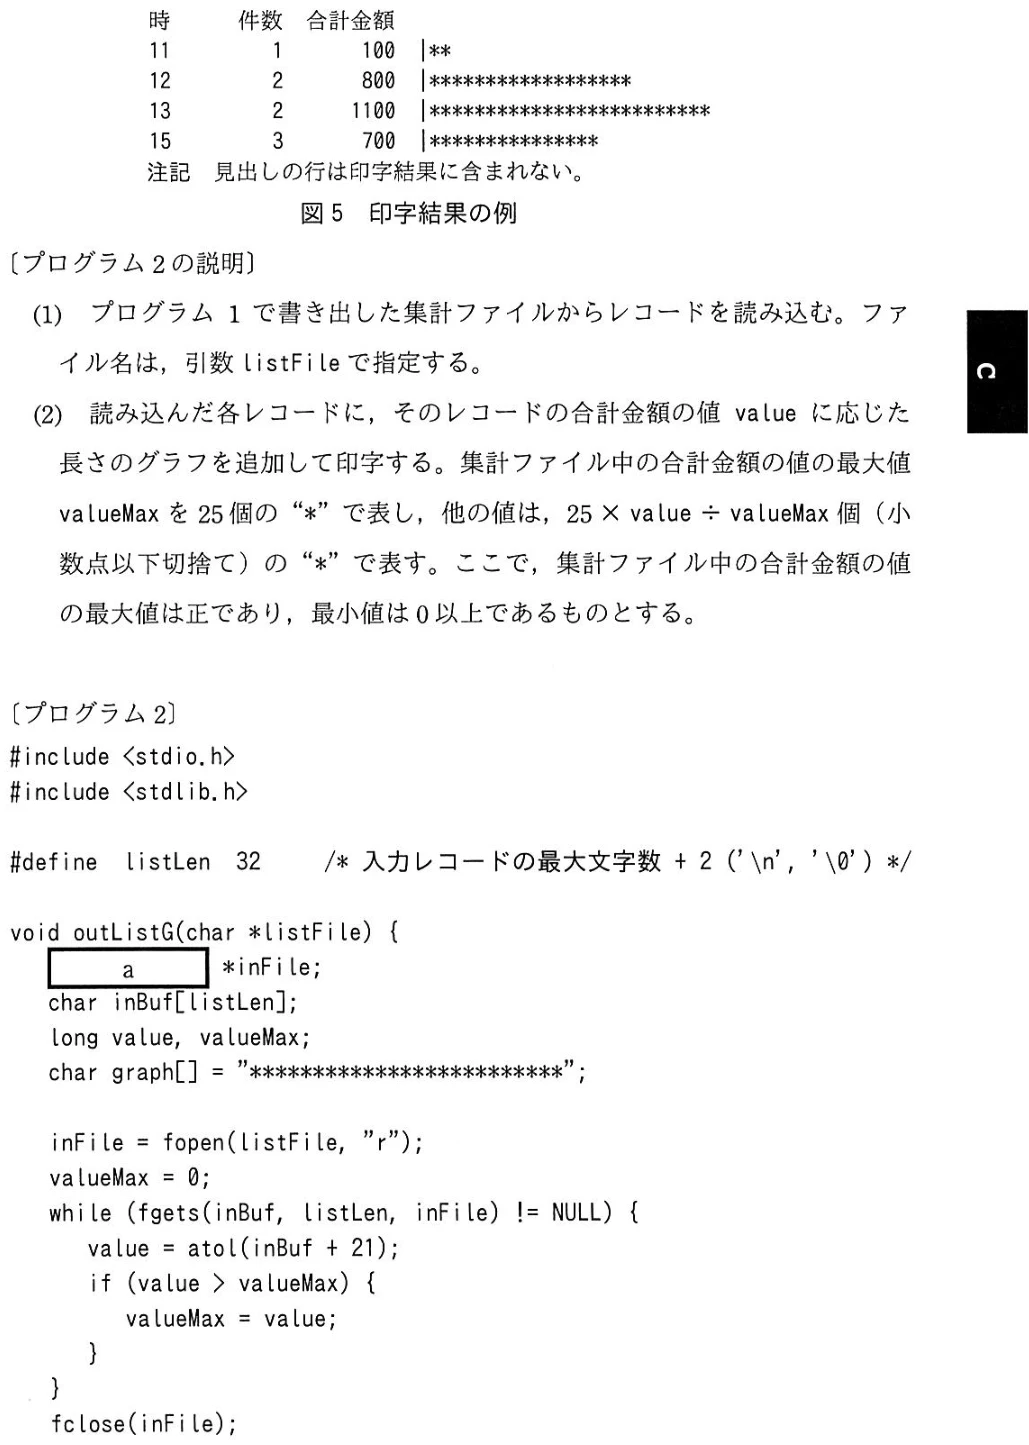 時 件数 合計金額
11 1 100 |**
12 2 800 |******************
13 2 1100 |*************************
15 3 700 |***************
注記 見出しの行は印字結果に含まれない。
図5 印字結果の例
〔プログラム2の説明〕
(1) プログラム 1 で書き出した集計ファイルからレコードを読み込む。ファ
イル名は，引数 listFile で指定する。
C
(2) 読み込んだ各レコードに，そのレコードの合計金額の値 value に応じた
長さのグラフを追加して印字する。集計ファイル中の合計金額の値の最大値
valueMax を 25 個の “*” で表し，他の値は，25 × value ÷ valueMax 個（小
数点以下切捨て）の “*” で表す。ここで，集計ファイル中の合計金額の値
の最大値は正であり，最小値は 0 以上であるものとする。
〔プログラム2〕
#include <stdio.h>
#include <stdlib.h>
#define listLen 32 /* 入力レコードの最大文字数 + 2 ('\n', '\0') */
void outListG(char *listFile) {
a *inFile;
char inBuf[listLen];
long value, valueMax;
char graph[] = "*************************";
inFile = fopen(listFile, "r");
valueMax = 0;
while (fgets(inBuf, listLen, inFile) != NULL) {
value = atol(inBuf + 21);
if (value > valueMax) {
valueMax = value;
}
}
fclose(inFile);